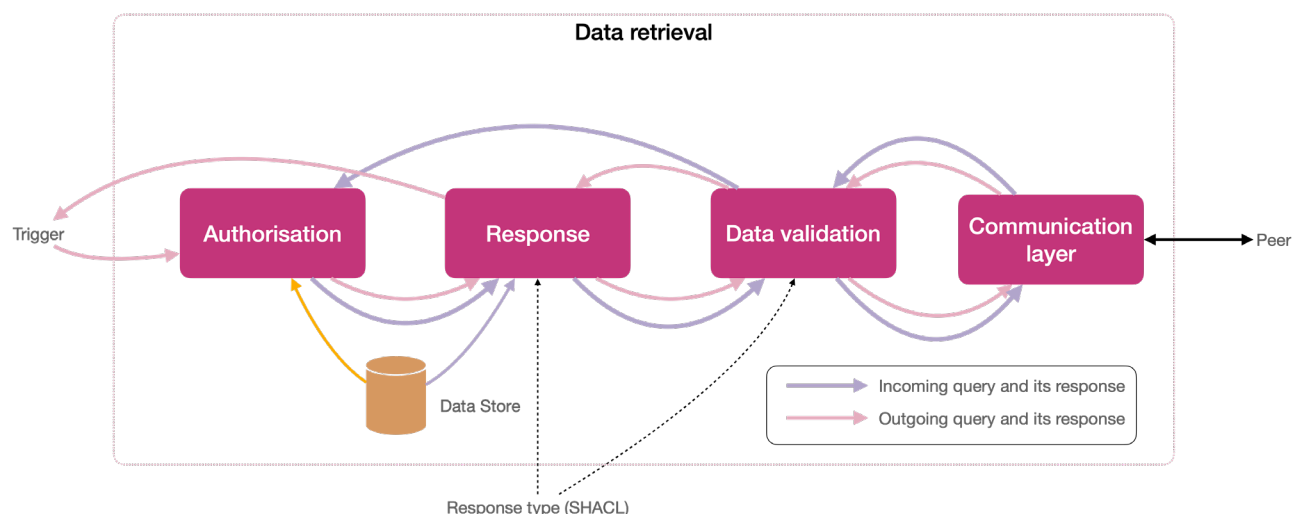 Data retrieval
Trigger
Authorisation
Response
Data validation
Communication
layer
Peer
Data Store
Incoming query and its response
Outgoing query and its response
Response type (SHACL)